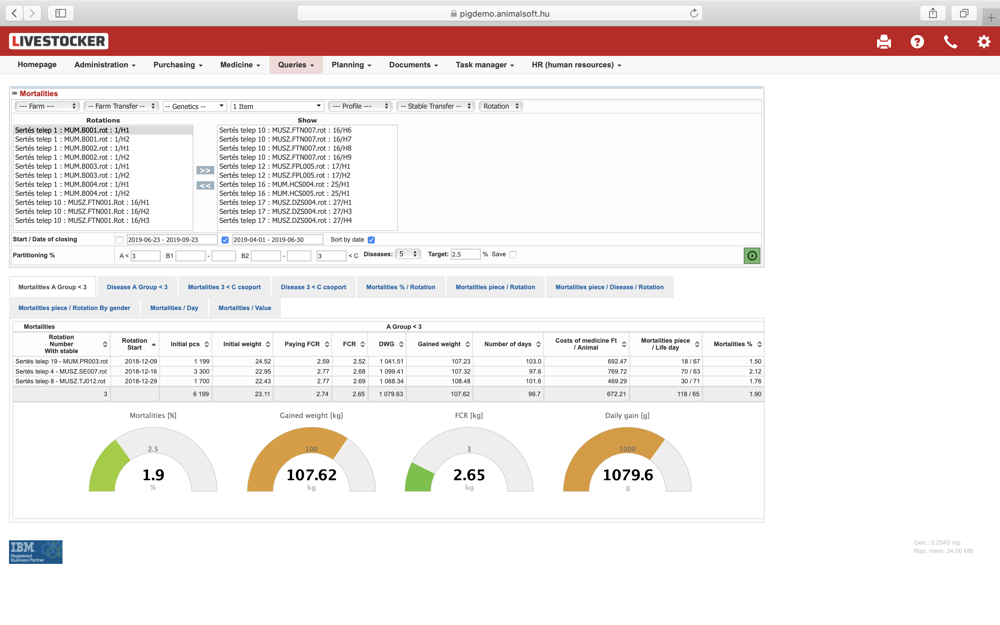 pigdemo.animalsoft.hu
LIVESTOCKER
Homepage Administration Purchasing Medicine Queries Planning Documents Task manager HR (human resources)
Mortalities
--- Farm --- -- Farm Transfer -- -- Genetics -- 1 Item --- Profile --- -- Stable Transfer -- Rotation
Rotations
Sertés telep 1 : MUM.B001.rot : 1/H1
Sertés telep 1 : MUM.B001.rot : 1/H2
Sertés telep 1 : MUM.B002.rot : 1/H1
Sertés telep 1 : MUM.B002.rot : 1/H2
Sertés telep 1 : MUM.B003.rot : 1/H1
Sertés telep 1 : MUM.B003.rot : 1/H2
Sertés telep 1 : MUM.B004.rot : 1/H1
Sertés telep 1 : MUM.B004.rot : 1/H2
Sertés telep 10 : MUSZ.FTN001.Rot : 16/H1
Sertés telep 10 : MUSZ.FTN001.Rot : 16/H2
Sertés telep 10 : MUSZ.FTN001.Rot : 16/H3
>>
<<
Show
Sertés telep 10 : MUSZ.FTN007.rot : 16/H6
Sertés telep 10 : MUSZ.FTN007.rot : 16/H7
Sertés telep 10 : MUSZ.FTN007.rot : 16/H8
Sertés telep 10 : MUSZ.FTN007.rot : 16/H9
Sertés telep 12 : MUSZ.FPL005.rot : 17/H1
Sertés telep 12 : MUSZ.FPL005.rot : 17/H2
Sertés telep 16 : MUM.HCS004.rot : 25/H1
Sertés telep 16 : MUM.HCS005.rot : 25/H1
Sertés telep 17 : MUSZ.DZS004.rot : 27/H1
Sertés telep 17 : MUSZ.DZS004.rot : 27/H3
Sertés telep 17 : MUSZ.DZS004.rot : 27/H4
Start / Date of closing 2019-06-23 - 2019-09-23 2019-04-01 - 2019-06-30 Sort by date
Partitioning % A < 3 B1 - B2 - 3 < C Diseases: 5 Target: 2.5 % Save
Mortalities A Group < 3 Disease A Group < 3 Mortalities 3 < C csoport Disease 3 < C csoport Mortalities % / Rotation Mortalities piece / Rotation Mortalities piece / Disease / Rotation
Mortalities piece / Rotation By gender Mortalities / Day Mortalities / Value
Mortalities A Group < 3
Rotation Number With stable Rotation Start Initial pcs Initial weight Paying FCR FCR DWG Gained weight Number of days Costs of medicine Ft / Animal Mortalities piece / Life day Mortalities %
Sertés telep 19 - MUM.PR003.rot 2018-12-09 1 199 24.52 2.59 2.52 1 041.51 107.23 103.0 692.47 18 / 67 1.50
Sertés telep 4 - MUSZ.SE007.rot 2018-12-16 3 300 22.95 2.77 2.68 1 099.41 107.32 97.6 769.72 70 / 63 2.12
Sertés telep 8 - MUSZ.TJ012.rot 2018-12-29 1 700 22.43 2.77 2.69 1 068.34 108.48 101.6 469.29 30 / 71 1.76
3 6 199 23.11 2.74 2.65 1 079.63 107.62 99.7 672.21 118 / 65 1.90
Mortalities [%] Gained weight [kg] FCR [kg] Daily gain [g]
2.5 100 3 1000
1.9 107.62 2.65 1079.6
% kg kg g
IBM.
Registered
Business Partner
Gen.: 0.2045 mp
Max. mem: 34.00 MB